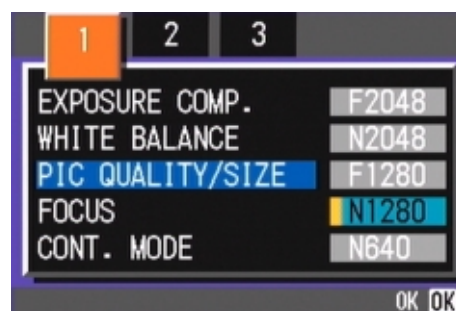 1 2 3
EXPOSURE COMP. F2048
WHITE BALANCE N2048
PIC QUALITY/SIZE F1280
FOCUS N1280
CONT. MODE N640
OK OK